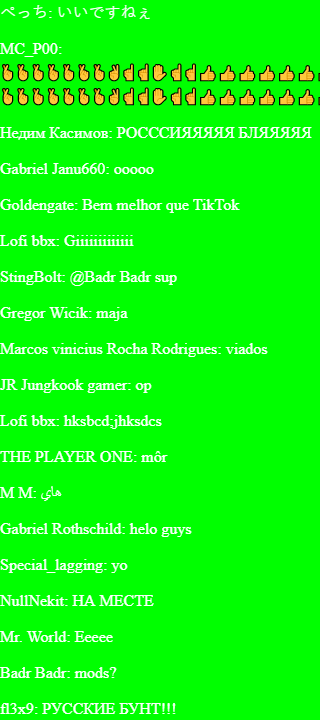 ぺっち: いいですねぇ
MC_P00:
Недим Касимов: РОСССИЯЯЯЯЯ БЛЯЯЯЯЯ
Gabriel Janu660: ooooo
Goldengate: Bem melhor que TikTok
Lofi bbx: Giiiiiiiiiiiii
StingBolt: @Badr Badr sup
Gregor Wicik: maja
Marcos vinicius Rocha Rodrigues: viados
JR Jungkook gamer: op
Lofi bbx: hksbcd;jhksdcs
THE PLAYER ONE: môr
M M: هاي
Gabriel Rothschild: helo guys
Special_lagging: yo
NullNekit: НА МЕСТЕ
Mr. World: Eeeee
Badr Badr: mods?
fl3x9: РУССКИЕ БУНТ!!!